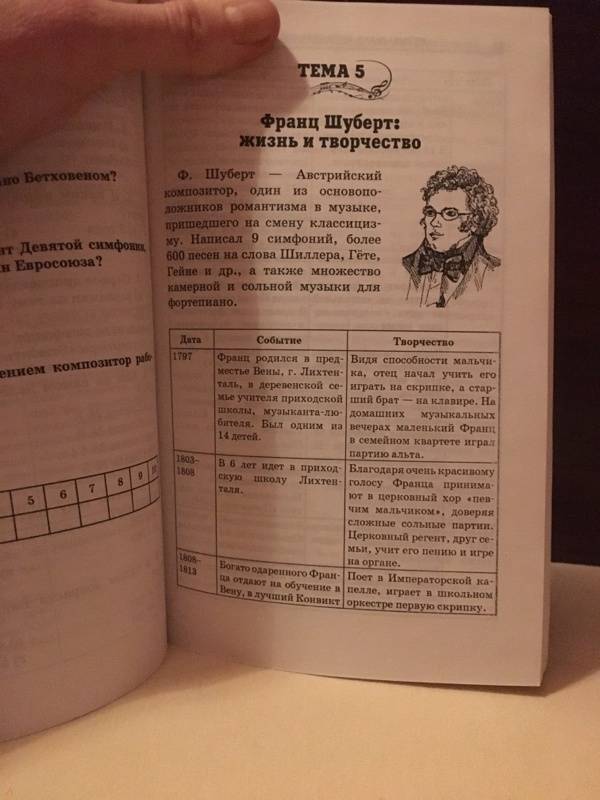 но Бетховеном?
нт Девятой симфонии,
н Евросоюза?
ением композитор рабо-
5 6 7 8 9 10
ТЕМА 5
Франц Шуберт:
жизнь и творчество
Ф. Шуберт — Австрийский
композитор, один из осново­по-
ложников романтизма в музыке,
пришедшего на смену классициз-
му. Написал 9 симфоний, более
600 песен на слова Шиллера, Гёте,
Гейне и др., а также множество
камерной и сольной музыки для
фортепиано.
Дата
Событие
Творчество
1797
Франц родился в пред-
местье Вены, г. Лихтен-
таль, в деревенской се-
мье учителя приходской
школы, музыканта-лю-
бителя. Был одним из
14 детей.
Видя способности мальчи-
ка, отец начал учить его
играть на скрипке, а стар-
ший брат — на клавире. На
домашних музыкальных
вечерах маленький Франц
в семейном квартете играл
партию альта.
1803–
1808
В 6 лет идет в приход-
скую школу Лихтен-
таля.
Благодаря очень красивому
голосу Франца принима-
ют в церковный хор «пев-
чим мальчиком», доверяя
сложные сольные партии.
Церковный регент, друг се-
мьи, учит его пению и игре
на органе.
1808–
1813
Богато одаренного Фран-
ца отдают на обучение в
Вену, в лучший Конвикт
Поет в Императорской ка-
пелле, играет в школьном
оркестре первую скрипку.